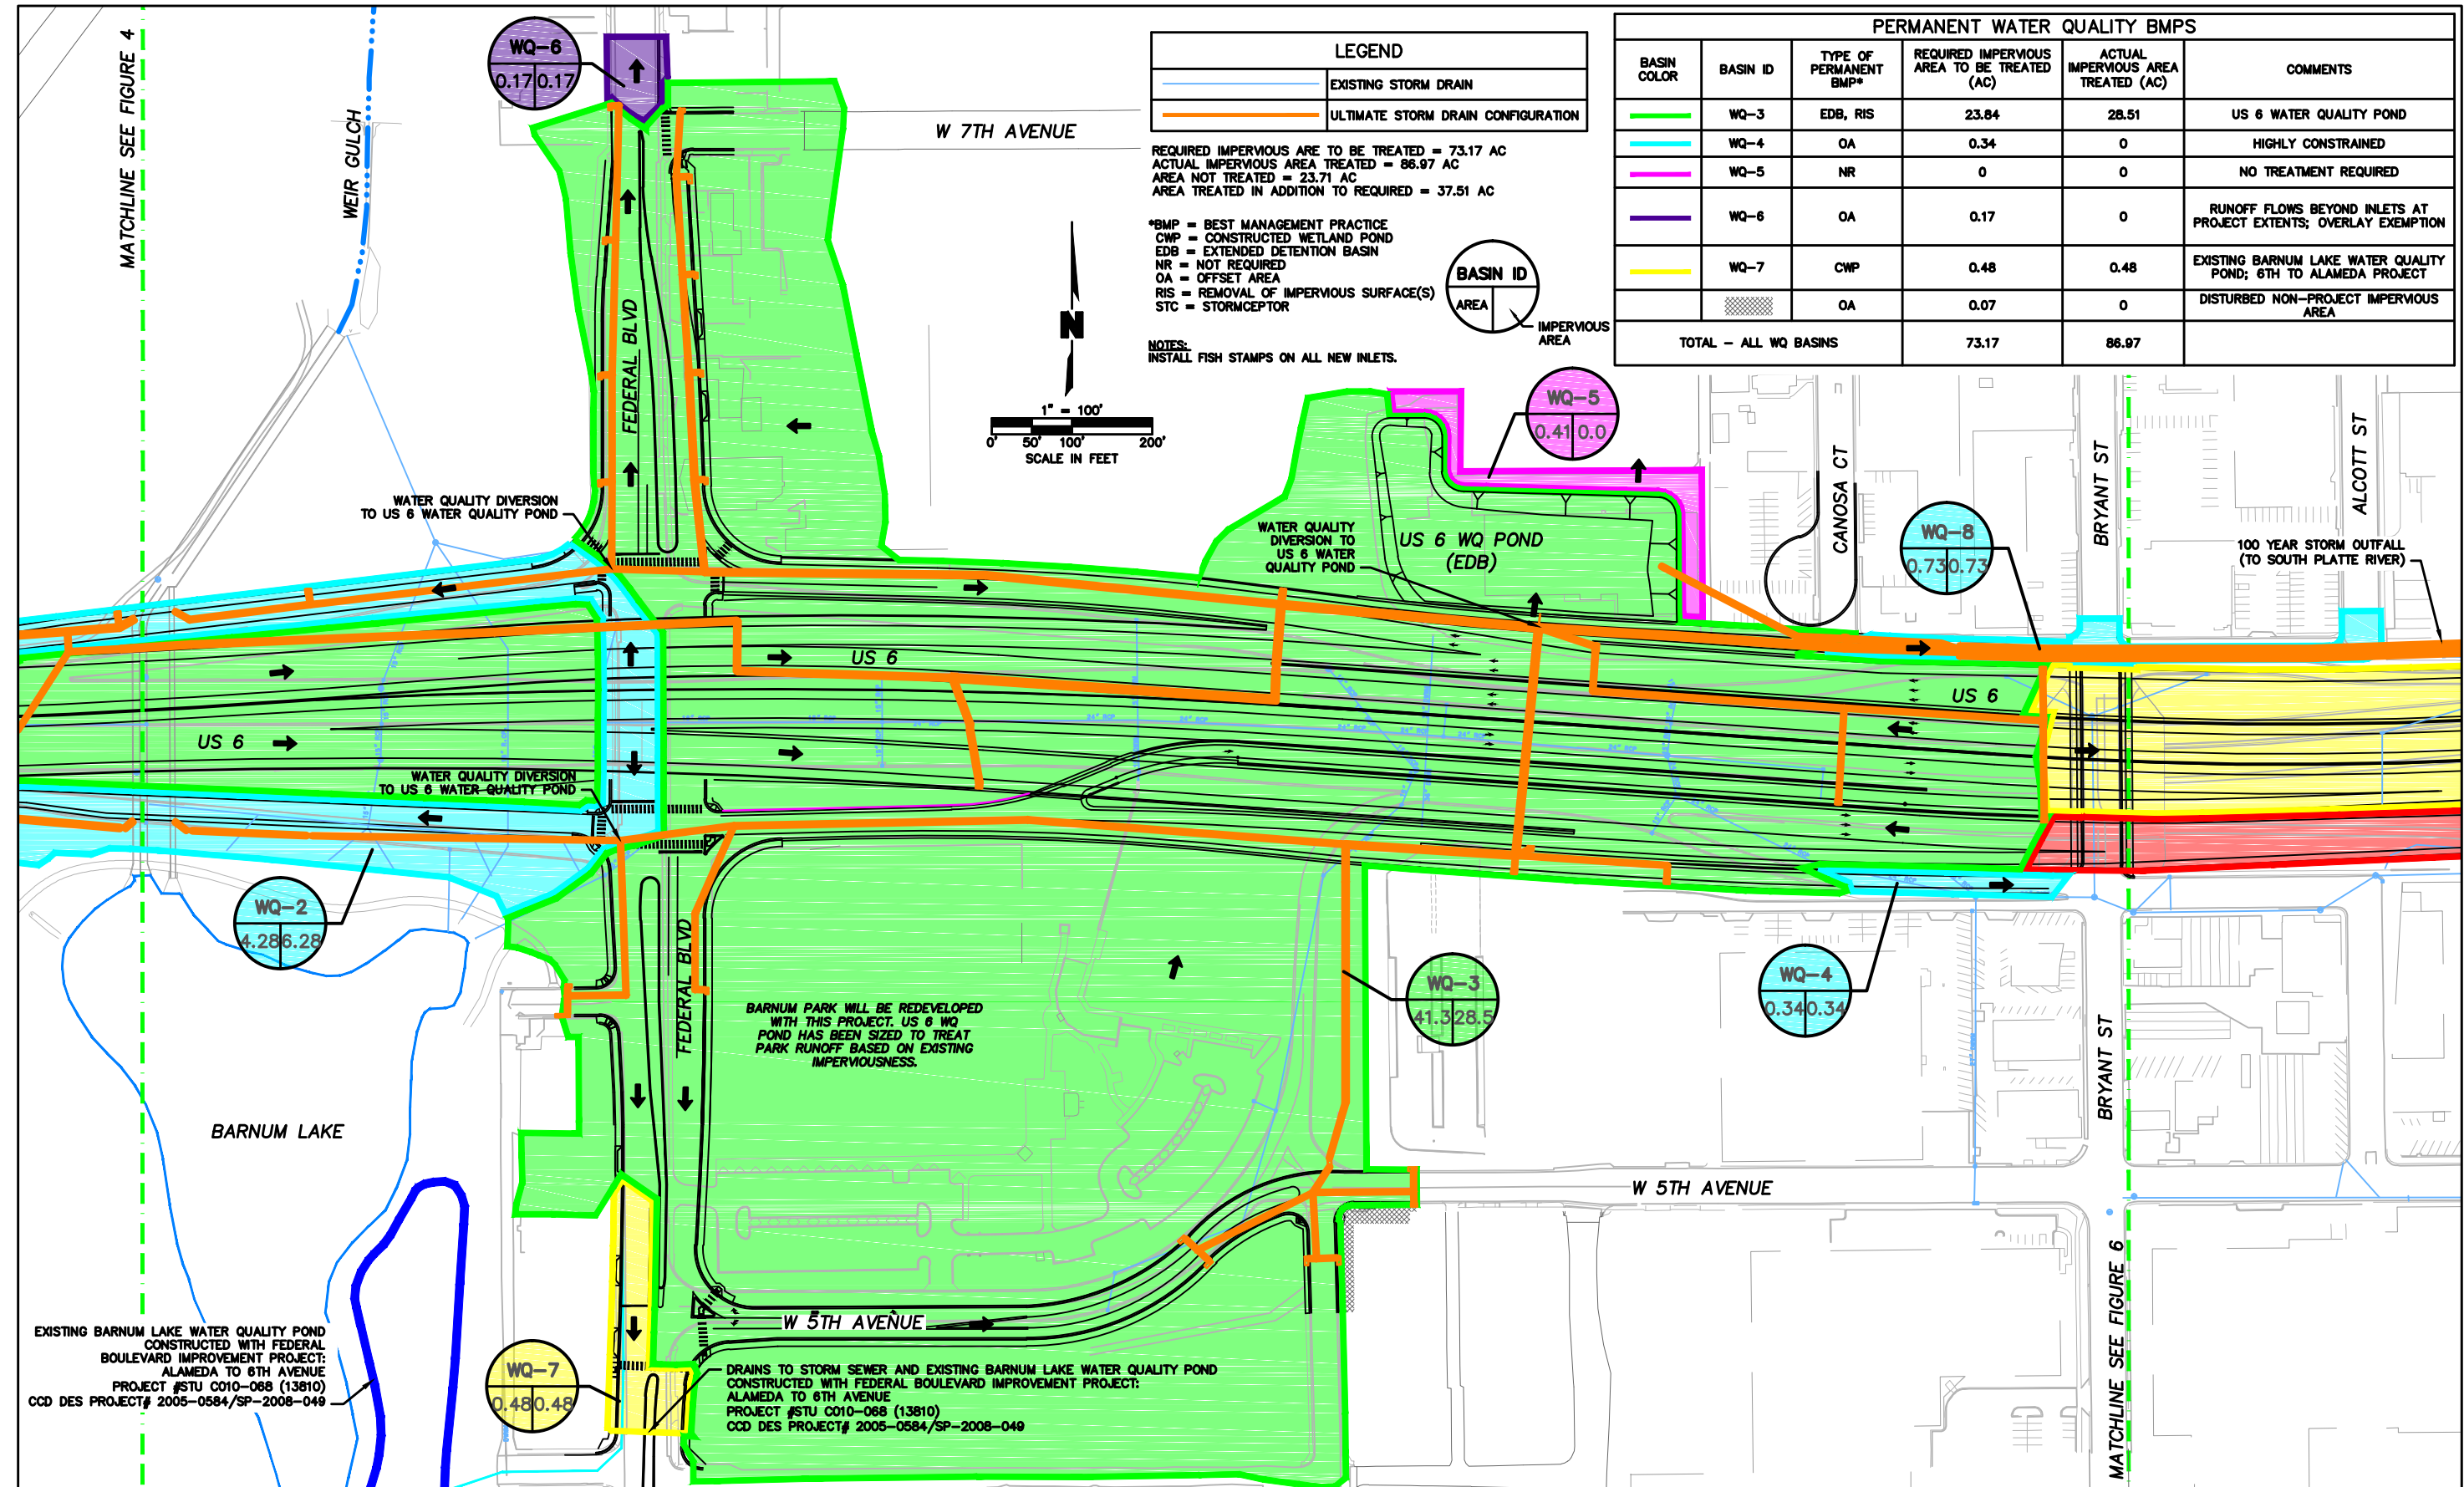 MATCHLINE SEE FIGURE 4
WEIR GULCH
WQ-6
0.17 0.17
W 7TH AVENUE
FEDERAL BLVD
LEGEND
EXISTING STORM DRAIN
ULTIMATE STORM DRAIN CONFIGURATION
REQUIRED IMPERVIOUS ARE TO BE TREATED = 73.17 AC
ACTUAL IMPERVIOUS AREA TREATED = 86.97 AC
AREA NOT TREATED = 23.71 AC
AREA TREATED IN ADDITION TO REQUIRED = 37.51 AC
*BMP = BEST MANAGEMENT PRACTICE
CWP = CONSTRUCTED WETLAND POND
EDB = EXTENDED DETENTION BASIN
NR = NOT REQUIRED
OA = OFFSET AREA
RIS = REMOVAL OF IMPERVIOUS SURFACE(S)
STC = STORMCEPTOR
NOTES:
INSTALL FISH STAMPS ON ALL NEW INLETS.
BASIN ID
AREA
IMPERVIOUS
AREA
N
1" = 100'
0' 50' 100' 200'
SCALE IN FEET
PERMANENT WATER QUALITY BMPS
BASIN COLOR BASIN ID TYPE OF PERMANENT BMP* REQUIRED IMPERVIOUS AREA TO BE TREATED (AC) ACTUAL IMPERVIOUS AREA TREATED (AC) COMMENTS
WQ-3 EDB, RIS 23.84 28.51 US 6 WATER QUALITY POND
WQ-4 OA 0.34 0 HIGHLY CONSTRAINED
WQ-5 NR 0 0 NO TREATMENT REQUIRED
WQ-6 OA 0.17 0 RUNOFF FLOWS BEYOND INLETS AT PROJECT EXTENTS; OVERLAY EXEMPTION
WQ-7 CWP 0.48 0.48 EXISTING BARNUM LAKE WATER QUALITY POND; 6TH TO ALAMEDA PROJECT
OA 0.07 0 DISTURBED NON-PROJECT IMPERVIOUS AREA
TOTAL - ALL WQ BASINS 73.17 86.97
WQ-5
0.41 0.0
CANOSA CT
BRYANT ST
ALCOTT ST
WATER QUALITY DIVERSION
TO US 6 WATER QUALITY POND
WATER QUALITY
DIVERSION TO
US 6 WATER
QUALITY POND
US 6 WQ POND
(EDB)
WQ-8
0.73 0.73
100 YEAR STORM OUTFALL
(TO SOUTH PLATTE RIVER)
US 6
US 6
US 6
WATER QUALITY DIVERSION
TO US 6 WATER QUALITY POND
WQ-2
4.28 6.28
FEDERAL BLVD
BARNUM PARK WILL BE REDEVELOPED
WITH THIS PROJECT. US 6 WQ
POND HAS BEEN SIZED TO TREAT
PARK RUNOFF BASED ON EXISTING
IMPERVIOUSNESS.
WQ-3
41.3 28.5
WQ-4
0.34 0.34
BRYANT ST
BARNUM LAKE
W 5TH AVENUE
W 5TH AVENUE
MATCHLINE SEE FIGURE 6
EXISTING BARNUM LAKE WATER QUALITY POND
CONSTRUCTED WITH FEDERAL
BOULEVARD IMPROVEMENT PROJECT:
ALAMEDA TO 6TH AVENUE
PROJECT #STU C010-068 (13810)
CCD DES PROJECT# 2005-0584/SP-2008-049
WQ-7
0.48 0.48
DRAINS TO STORM SEWER AND EXISTING BARNUM LAKE WATER QUALITY POND
CONSTRUCTED WITH FEDERAL BOULEVARD IMPROVEMENT PROJECT:
ALAMEDA TO 6TH AVENUE
PROJECT #STU C010-068 (13810)
CCD DES PROJECT# 2005-0584/SP-2008-049